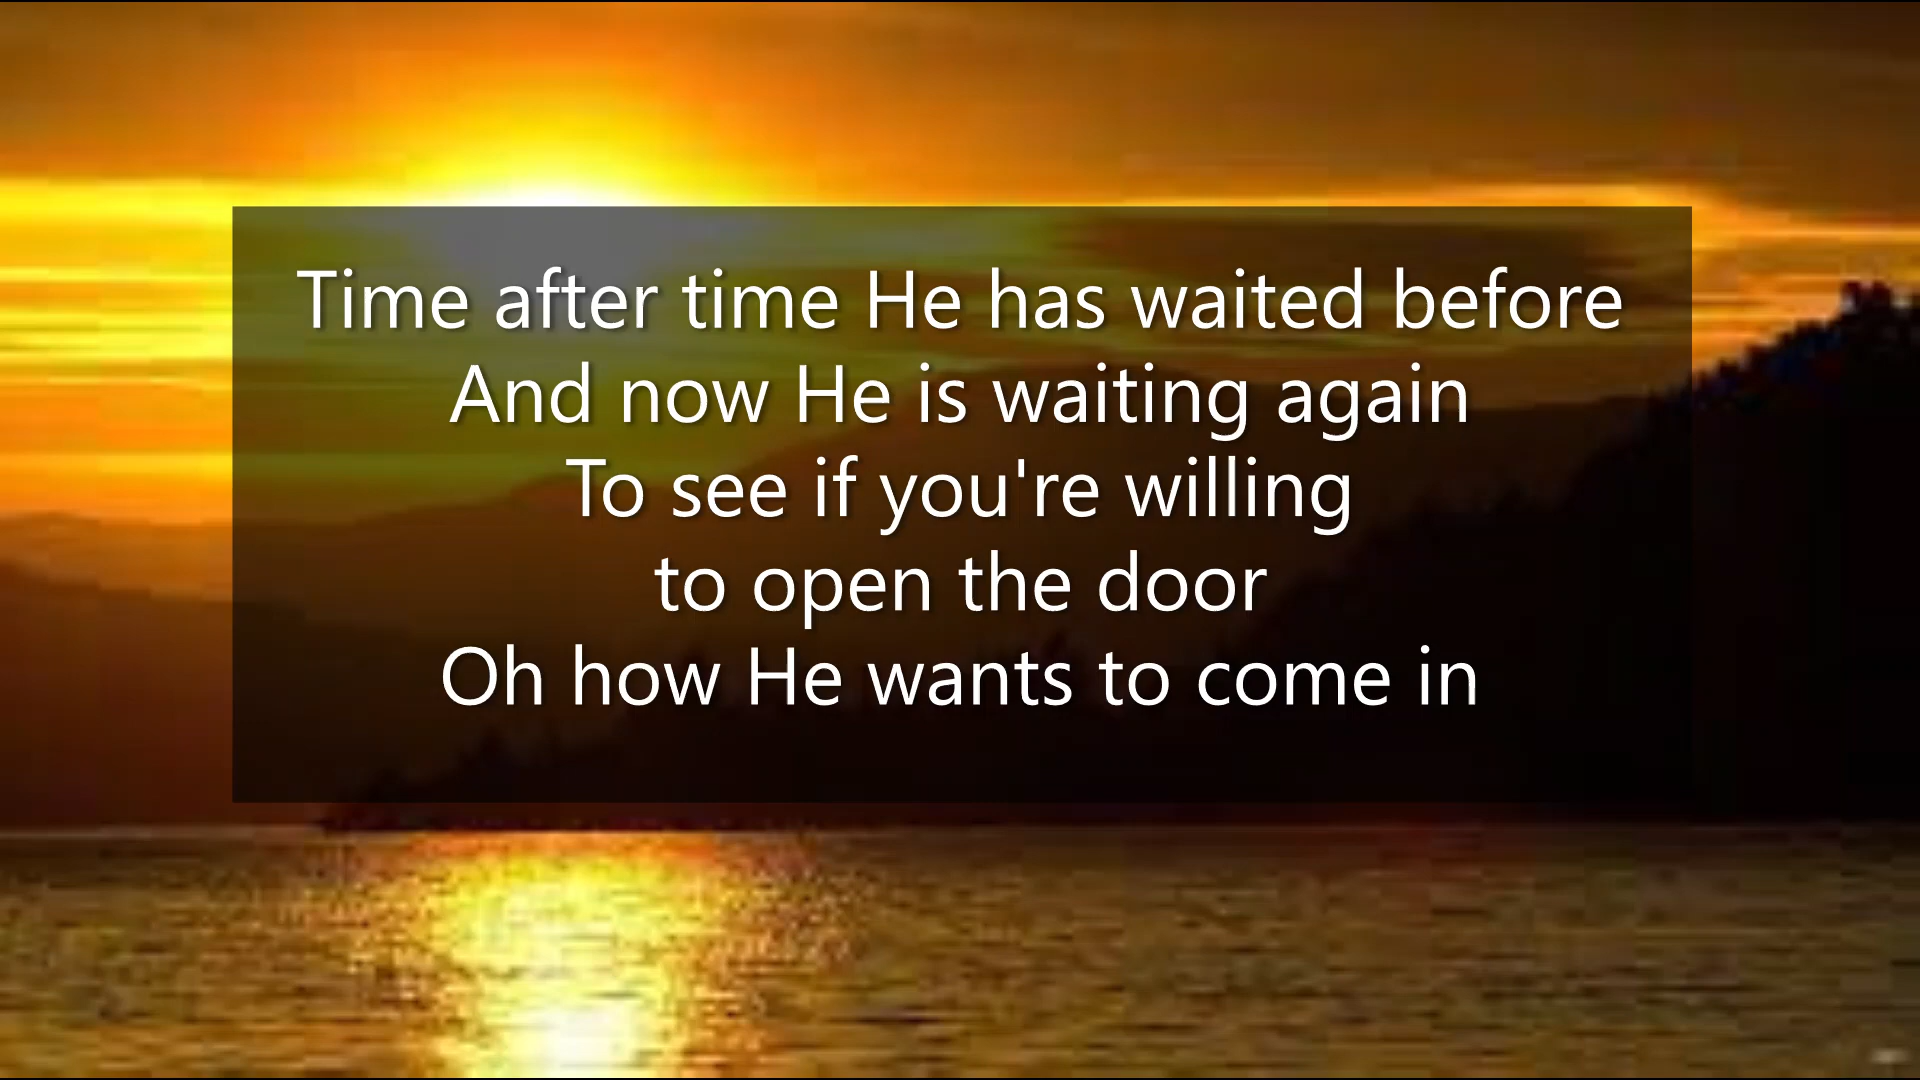 Time after time He has waited before
And now He is waiting again
To see if you're willing
to open the door
Oh how He wants to come in